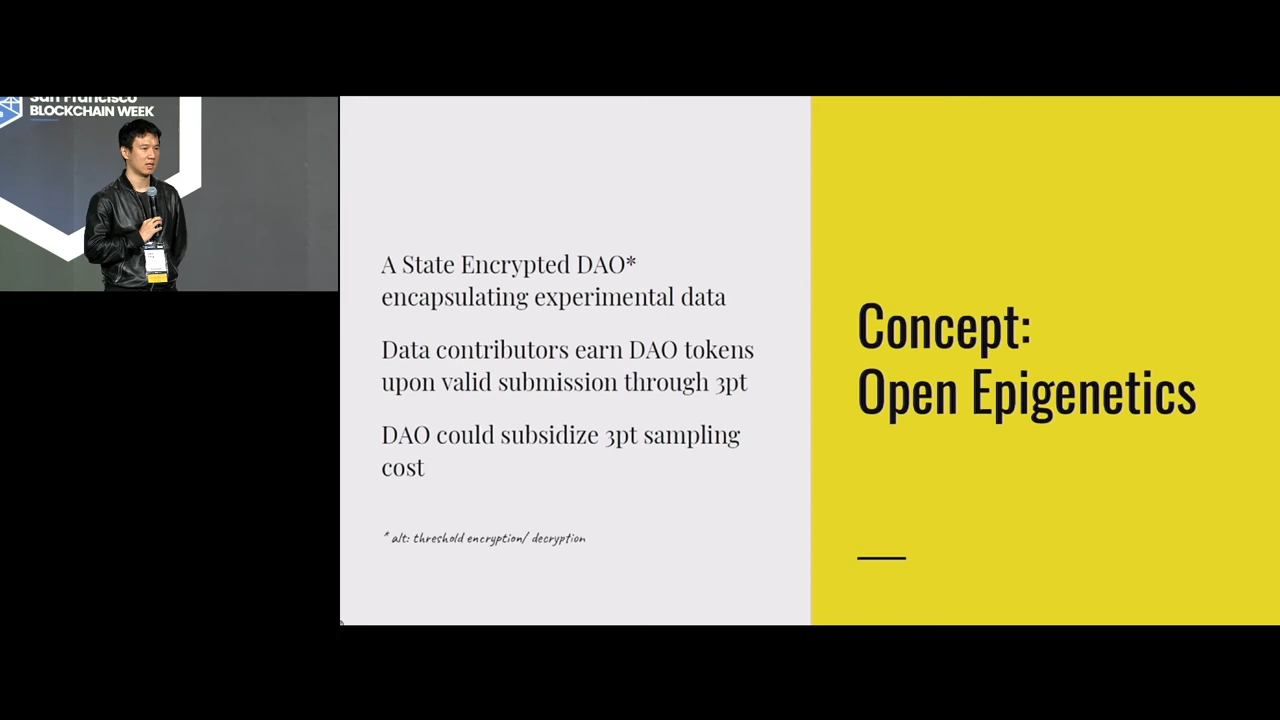 San Francisco
BLOCKCHAIN WEEK
A State Encrypted DAO*
encapsulating experimental data
Data contributors earn DAO tokens
upon valid submission through 3pt
DAO could subsidize 3pt sampling
cost
* alt: threshold encryption/ decryption
Concept:
Open Epigenetics